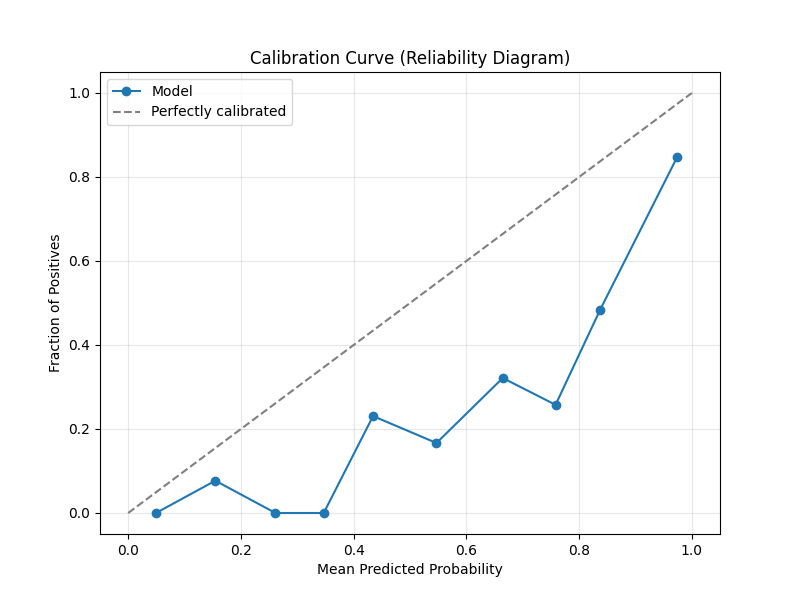 Calibration Curve (Reliability Diagram)
Model
Perfectly calibrated
1.0
0.8
0.6
0.4
0.2
0.0
Fraction of Positives
0.0 0.2 0.4 0.6 0.8 1.0
Mean Predicted Probability